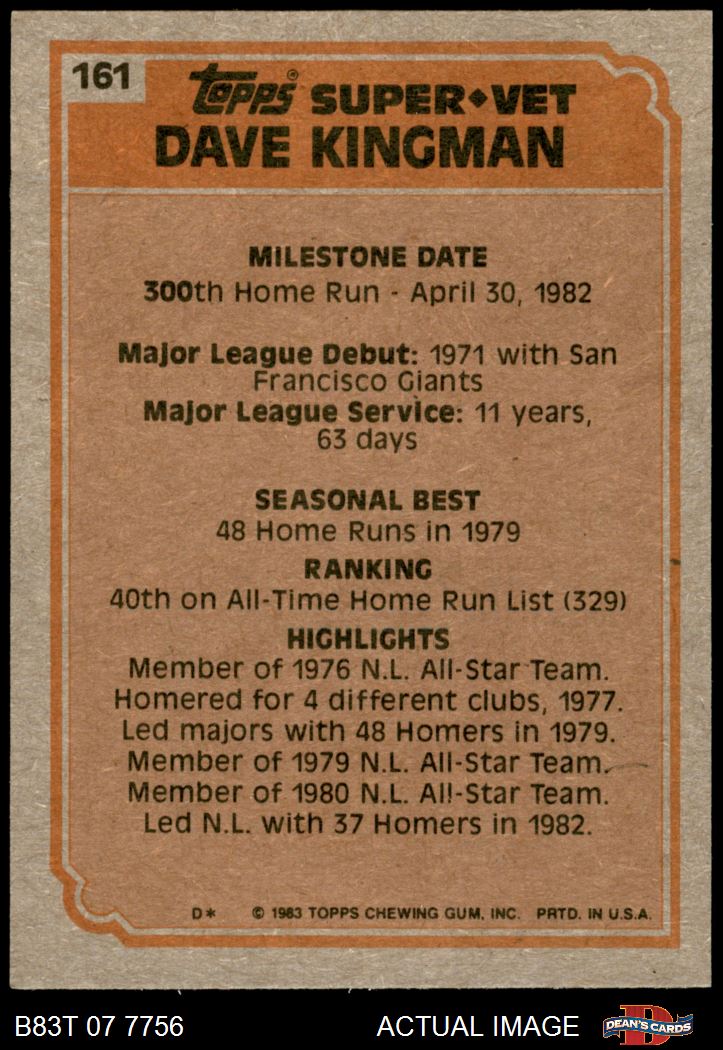 161
Topps® SUPER◆VET
DAVE KINGMAN
MILESTONE DATE
300th Home Run - April 30, 1982
Major League Debut: 1971 with San
Francisco Giants
Major League Service: 11 years,
63 days
SEASONAL BEST
48 Home Runs in 1979
RANKING
40th on All-Time Home Run List (329)
HIGHLIGHTS
Member of 1976 N.L. All-Star Team.
Homered for 4 different clubs, 1977.
Led majors with 48 Homers in 1979.
Member of 1979 N.L. All-Star Team.
Member of 1980 N.L. All-Star Team.
Led N.L. with 37 Homers in 1982.
D* © 1983 TOPPS CHEWING GUM, INC. PRTD. IN U.S.A.
B83T 07 7756 ACTUAL IMAGE D DEAN'S CARDS